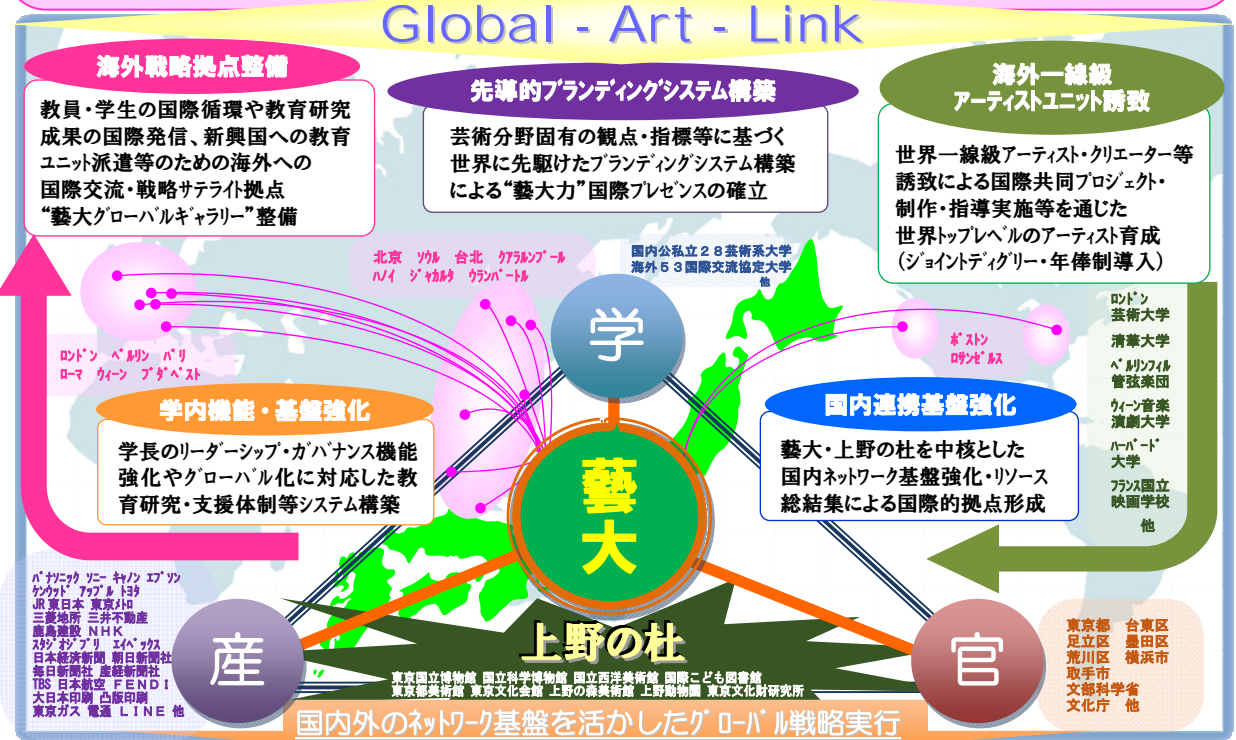 Global - Art - Link
海外戦略拠点整備
教員・学生の国際循環や教育研究
成果の国際発信、新興国への教育
ユニット派遣等のための海外への
国際交流・戦略サテライト拠点
“藝大グローバルギャラリー”整備
先導的ブランディングシステム構築
芸術分野固有の観点・指標等に基づく
世界に先駆けたブランディングシステム構築
による“藝大力”国際プレゼンスの確立
海外一線級
アーティストユニット誘致
世界一線級アーティスト・クリエーター等
誘致による国際共同プロジェクト・
制作・指導実施等を通じた
世界トップレベルのアーティスト育成
(ジョイントディグリー・年俸制導入)
北京 ソウル 台北 クアラルンプール
ハノイ ジャカルタ ウランバートル
国内公私立28芸術系大学
海外53国際交流協定大学
他
学
ロンドン ベルリン パリ
ローマ ウィーン ブダペスト
ボストン
ロサンゼルス
ロンドン
芸術大学
清華大学
ベルリンフィル
管弦楽団
ウィーン音楽
演劇大学
ハーバード
大学
フランス国立
映画学校
他
学内機能・基盤強化
学長のリーダーシップ・ガバナンス機能
強化やグローバル化に対応した教
育研究・支援体制等システム構築
国内連携基盤強化
藝大・上野の杜を中核とした
国内ネットワーク基盤強化・リソース
総結集による国際的拠点形成
藝
大
パナソニック ソニー キャノン エプソン
ケンウッド アップル トヨタ
JR東日本 東京メトロ
三菱地所 三井不動産
鹿島建設 NHK
スタジオジブリ エイベックス
日本経済新聞 朝日新聞社
毎日新聞社 産経新聞社
TBS 日本航空 FENDI
大日本印刷 凸版印刷
東京ガス 電通 LINE 他
産
上野の杜
東京国立博物館 国立科学博物館 国立西洋美術館 国際こども図書館
東京都美術館 東京文化会館 上野の森美術館 上野動物園 東京文化財研究所
官
東京都 台東区
足立区 墨田区
荒川区 横浜市
取手市
文部科学省
文化庁 他
国内外のネットワーク基盤を活かしたグローバル戦略実行